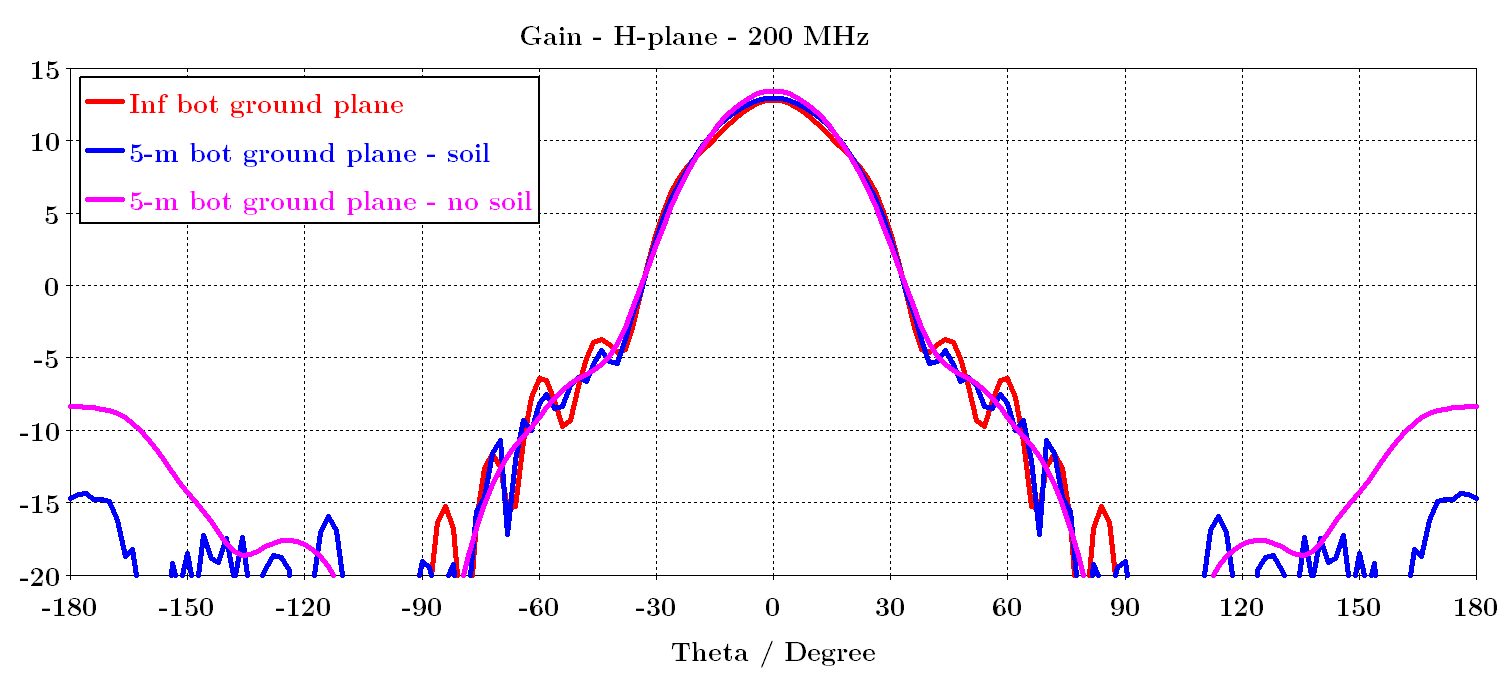 Gain - H-plane - 200 MHz
15
10
5
0
-5
-10
-15
-20
Inf bot ground plane
5-m bot ground plane - soil
5-m bot ground plane - no soil
-180 -150 -120 -90 -60 -30 0 30 60 90 120 150 180
Theta / Degree